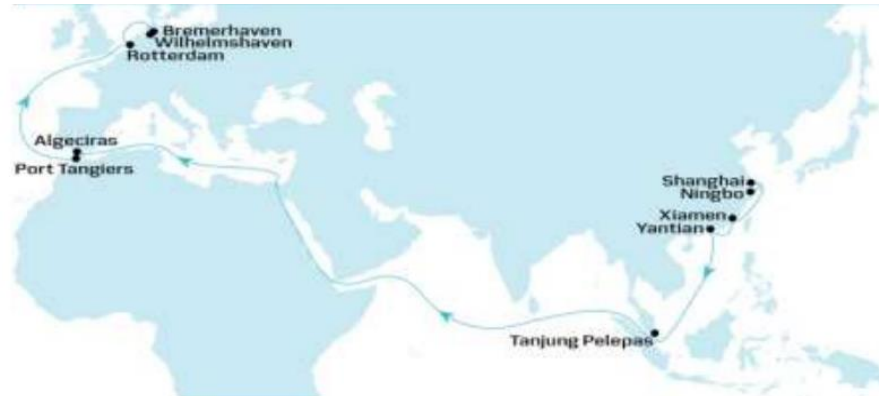 Bremerhaven
Wilhelmshaven
Rotterdam
Algeciras
Port Tangiers
Shanghai
Ningbo
Xiamen
Yantian
Tanjung Pelepas